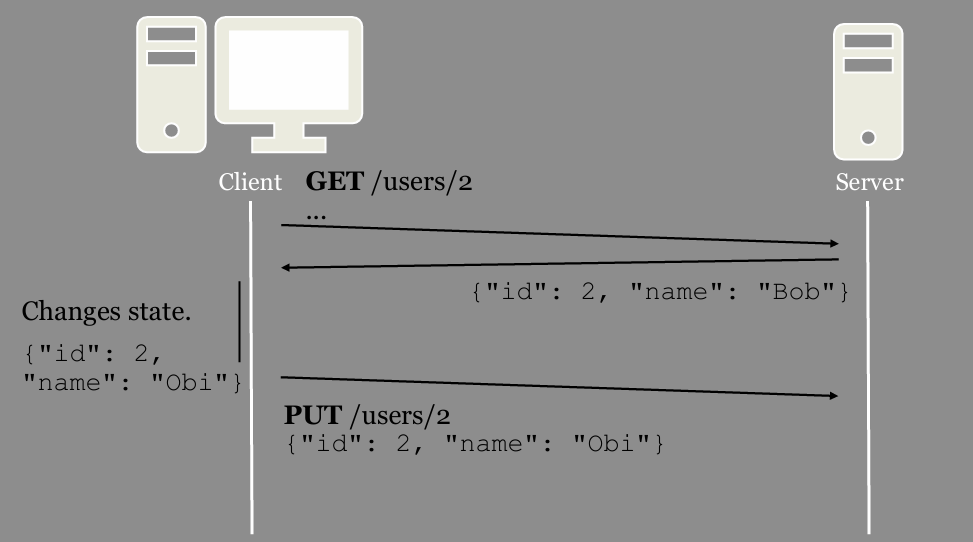 Client
GET /users/2
Server
...
{"id": 2, "name": "Bob"}
Changes state.
{"id": 2,
"name": "Obi"}
PUT /users/2
{"id": 2, "name": "Obi"}